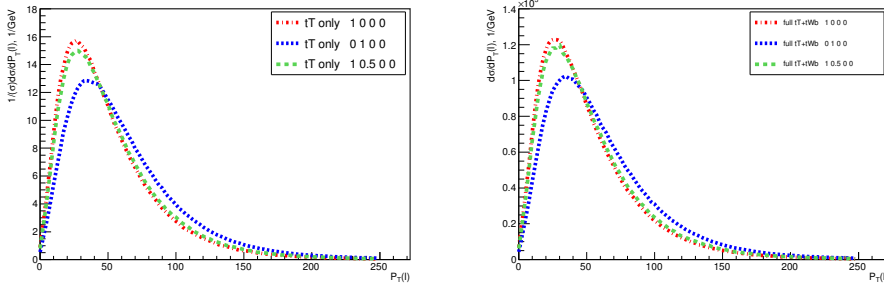 18
16
14
12
10
8
6
4
2
0
1/(σ)dσ/dP_T(l), 1/GeV
tT only 1 0 0 0
tT only 0 1 0 0
tT only 1 0.5 0 0
0 50 100 150 200 250
P_T(l)
1.4
1.2
1
0.8
0.6
0.4
0.2
0
dσ/dP_T(l), 1/GeV
full tT+tWb 1 0 0 0
full tT+tWb 0 1 0 0
full tT+tWb 1 0.5 0 0
0 50 100 150 200 250